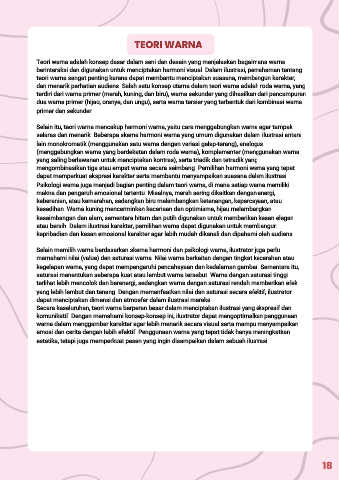 TEORI WARNA
Teori warna adalah konsep dasar dalam seni dan desain yang menjelaskan bagaimana warna
berinteraksi dan digunakan untuk menciptakan harmoni visual. Dalam ilustrasi, pemahaman tentang
teori warna sangat penting karena dapat membantu menciptakan suasana, membangun karakter,
dan menarik perhatian audiens. Salah satu konsep utama dalam teori warna adalah roda warna, yang
terdiri dari warna primer (merah, kuning, dan biru), warna sekunder yang dihasilkan dari pencampuran
dua warna primer (hijau, oranye, dan ungu), serta warna tersier yang terbentuk dari kombinasi warna
primer dan sekunder
Selain itu, teori warna mencakup harmoni warna, yaitu cara menggabungkan warna agar tampak
selaras dan menarik. Beberapa skema harmoni warna yang umum digunakan dalam ilustrasi antara
lain monokromatik (menggunakan satu warna dengan variasi gelap-terang), analogus
(menggabungkan warna yang berdekatan dalam roda warna), komplementer (menggunakan warna
yang saling berlawanan untuk menciptakan kontras), serta triadik dan tetradik yang
mengombinasikan tiga atau empat warna secara seimbang. Pemilihan harmoni warna yang tepat
dapat memperkuat ekspresi karakter serta membantu menyampaikan suasana dalam ilustrasi
Psikologi warna juga menjadi bagian penting dalam teori warna, di mana setiap warna memiliki
makna dan pengaruh emosional tertentu. Misalnya, merah sering dikaitkan dengan energi,
keberanian, atau kemarahan, sedangkan biru melambangkan ketenangan, kepercayaan, atau
kesedihan. Warna kuning mencerminkan keceriaan dan optimisme, hijau melambangkan
keseimbangan dan alam, sementara hitam dan putih digunakan untuk memberikan kesan elegan
atau bersih. Dalam ilustrasi karakter, pemilihan warna dapat digunakan untuk membangun
kepribadian dan kesan emosional karakter agar lebih mudah dikenali dan dipahami oleh audiens
Selain memilih warna berdasarkan skema harmoni dan psikologi warna, ilustrator juga perlu
memahami nilai (value) dan saturasi warna. Nilai warna berkaitan dengan tingkat kecerahan atau
kegelapan warna, yang dapat mempengaruhi pencahayaan dan kedalaman gambar. Sementara itu,
saturasi menentukan seberapa kuat atau lembut warna tersebut. Warna dengan saturasi tinggi
terlihat lebih mencolok dan berenergi, sedangkan warna dengan saturasi rendah memberikan efek
yang lebih lembut dan tenang. Dengan memanfaatkan nilai dan saturasi secara efektif, ilustrator
dapat menciptakan dimensi dan atmosfer dalam ilustrasi mereka
Secara keseluruhan, teori warna berperan besar dalam menciptakan ilustrasi yang ekspresif dan
komunikatif. Dengan memahami konsep-konsep ini, ilustrator dapat mengoptimalkan penggunaan
warna dalam menggambar karakter agar lebih menarik secara visual serta mampu menyampaikan
emosi dan cerita dengan lebih efektif. Penggunaan warna yang tepat tidak hanya meningkatkan
estetika, tetapi juga memperkuat pesan yang ingin disampaikan dalam sebuah ilustrasi
18